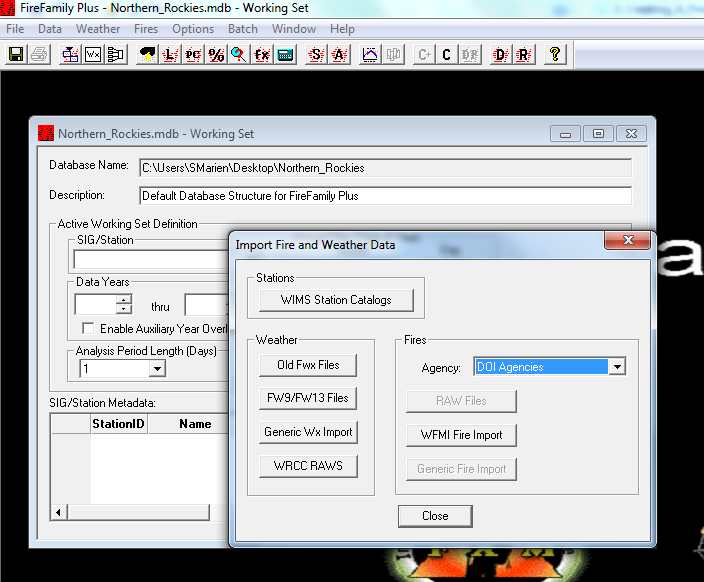 FireFamily Plus - Northern_Rockies.mdb - Working Set
File Data Weather Fires Options Batch Window Help
Wx L PC % fx S A C+ C DF D R ?
Northern_Rockies.mdb - Working Set
Database Name: C:\Users\SMarien\Desktop\Northern_Rockies
Description: Default Database Structure for FireFamily Plus
Active Working Set Definition
SIG/Station
Data Years
thru
Enable Auxiliary Year Overl
Analysis Period Length (Days)
1
SIG/Station Metadata:
StationID Name
Import Fire and Weather Data
Stations
WIMS Station Catalogs
Weather
Old Fwx Files
FW9/FW13 Files
Generic Wx Import
WRCC RAWS
Fires
Agency: DOI Agencies
RAW Files
WFMI Fire Import
Generic Fire Import
Close
a
F A M